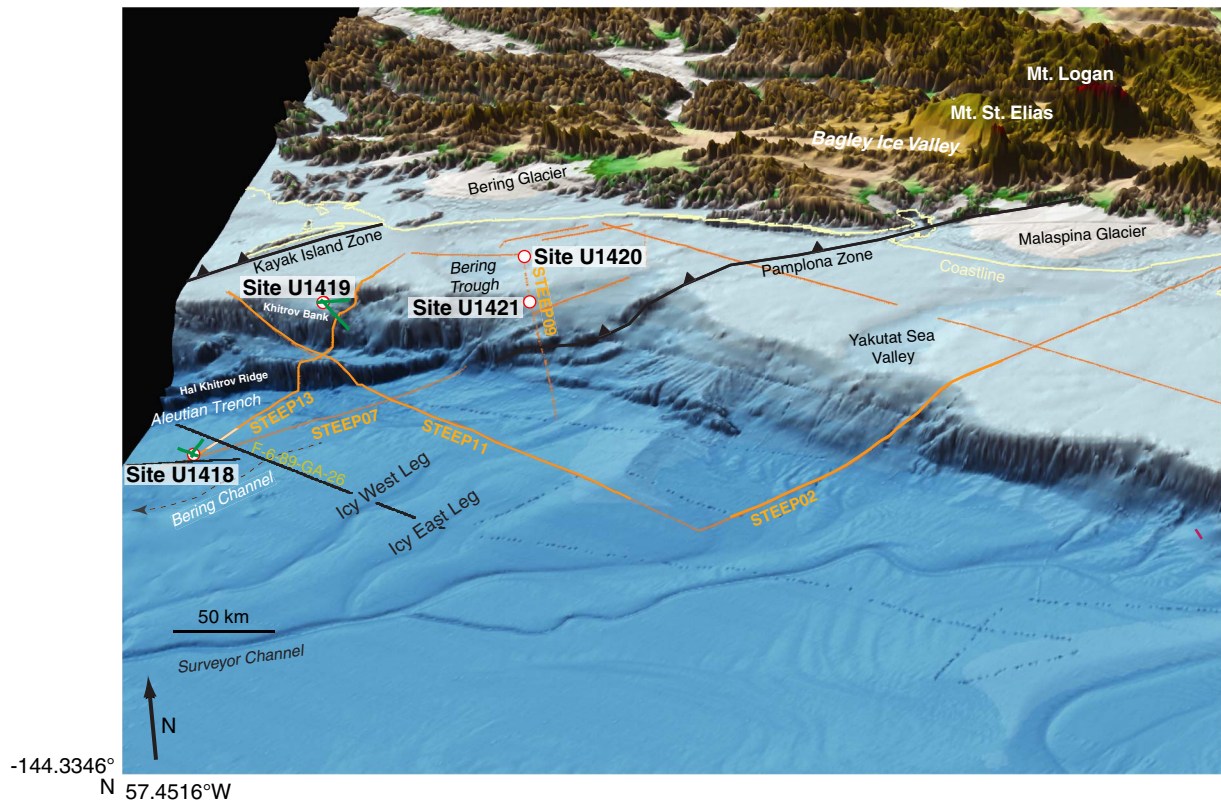 Mt. Logan
Mt. St. Elias
Bagley Ice Valley
Bering Glacier
Malaspina Glacier
Kayak Island Zone
Site U1420
Pamplona Zone
Coastline
Bering
Trough
Site U1419
Khitrov Bank
Site U1421
STEEP09
Yakutat Sea
Valley
Hal Khitrov Ridge
Aleutian Trench
STEEP13
STEEP07
STEEP11
F-6-89-GA-26
Site U1418
Bering Channel
Icy West Leg
Icy East Leg
STEEP02
50 km
Surveyor Channel
N
-144.3346°
N
57.4516°W